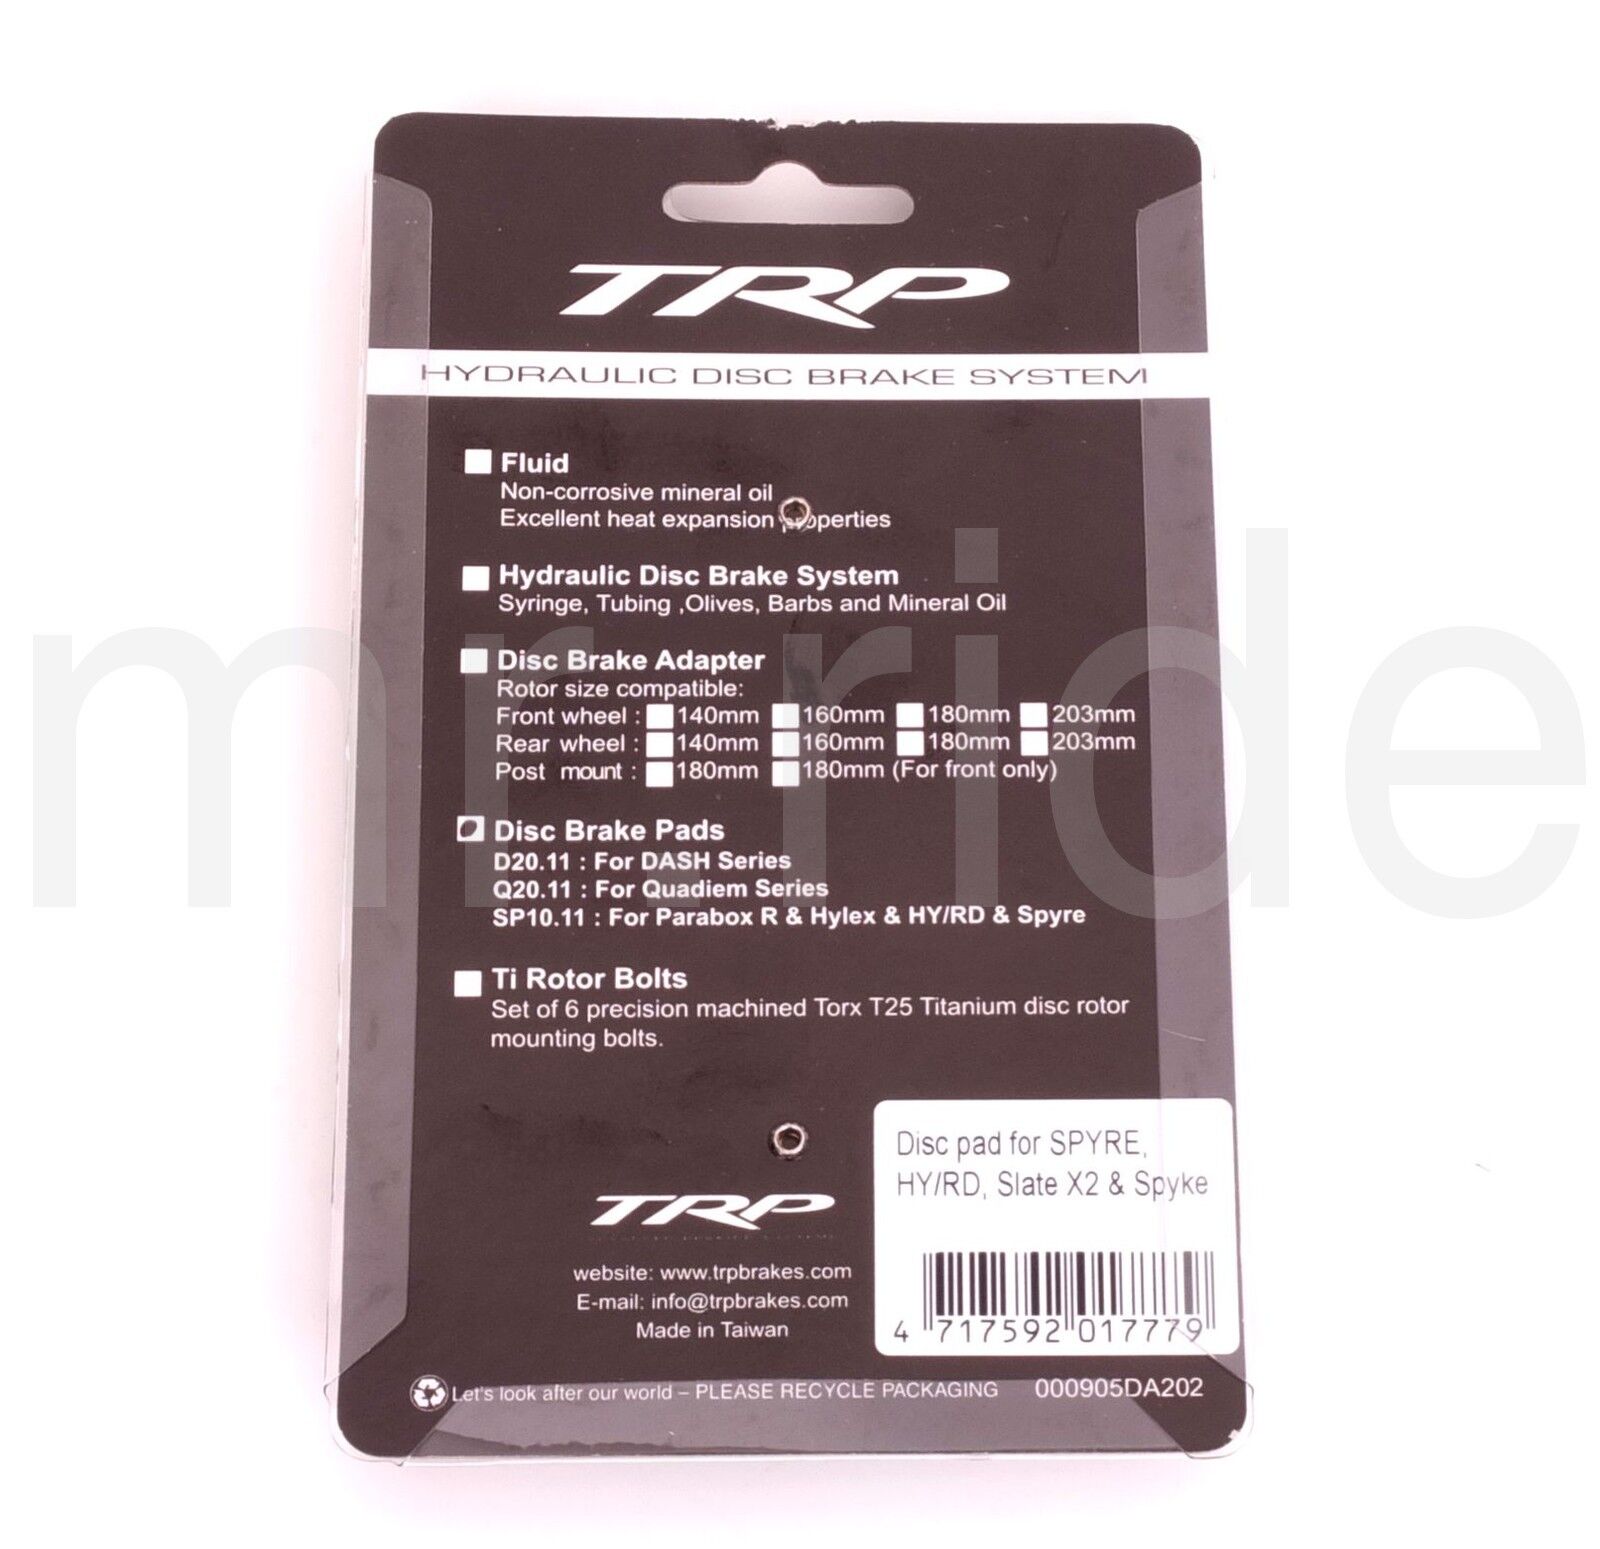 TRP
HYDRAULIC DISC BRAKE SYSTEM
Fluid
Non-corrosive mineral oil
Excellent heat expansion properties
Hydraulic Disc Brake System
Syringe, Tubing ,Olives, Barbs and Mineral Oil
Disc Brake Adapter
Rotor size compatible:
Front wheel : 140mm 160mm 180mm 203mm
Rear wheel : 140mm 160mm 180mm 203mm
Post mount : 180mm 180mm (For front only)
Disc Brake Pads
D20.11 : For DASH Series
Q20.11 : For Quadiem Series
SP10.11 : For Parabox R & Hylex & HY/RD & Spyre
Ti Rotor Bolts
Set of 6 precision machined Torx T25 Titanium disc rotor
mounting bolts.
Disc pad for SPYRE,
HY/RD, Slate X2 & Spyke
4 717592 017779
TRP
website: www.trpbrakes.com
E-mail: info@trpbrakes.com
Made in Taiwan
Let's look after our world – PLEASE RECYCLE PACKAGING 000905DA202
mr.ride